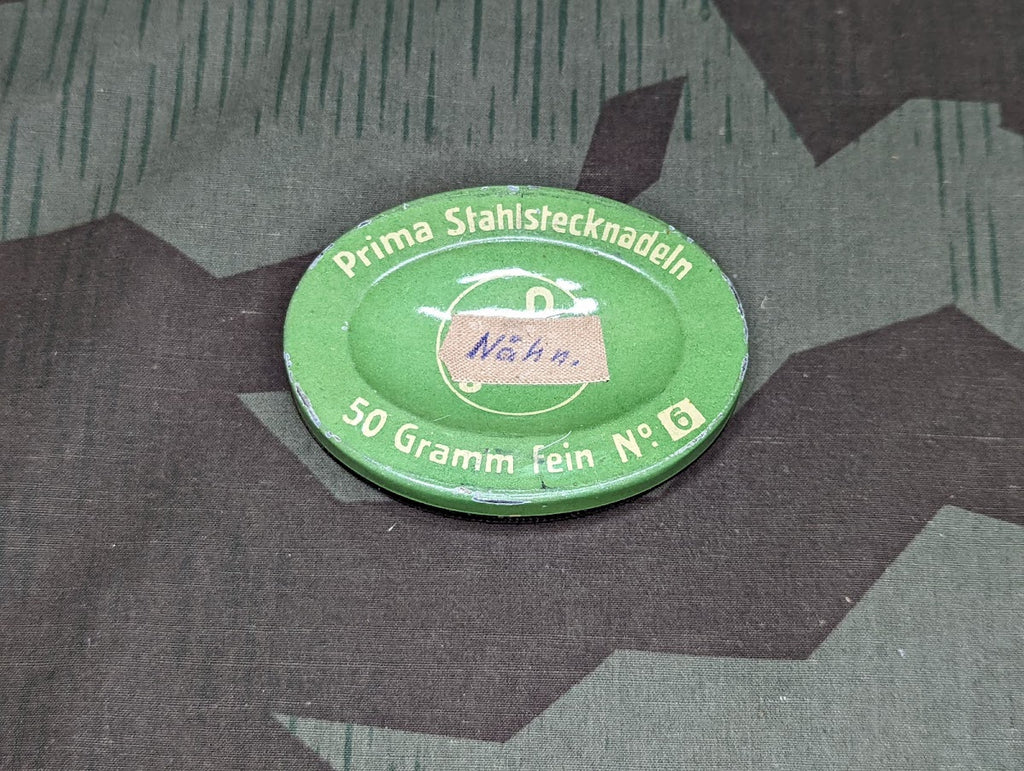 Prima Stahlstecknadeln
Nähn.
50 Gramm Fein Nº. 6